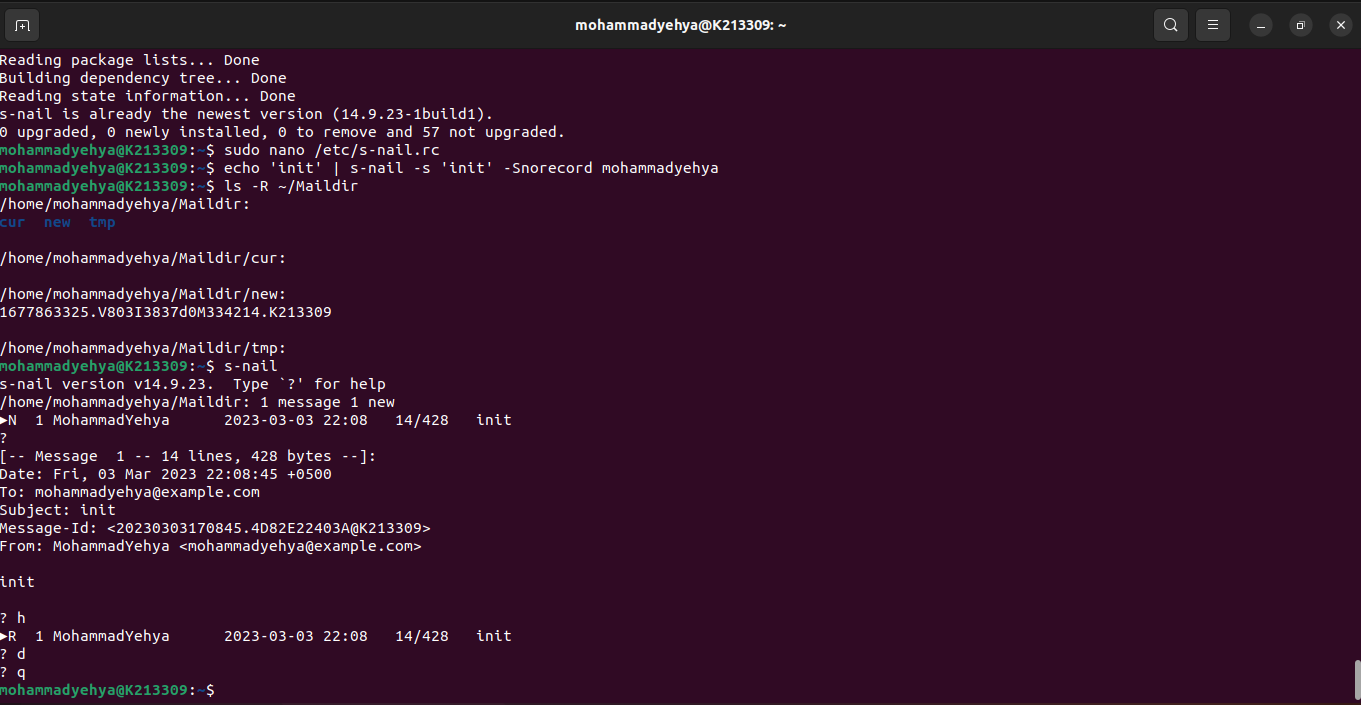 mohammadyehya@K213309: ~
Reading package lists... Done
Building dependency tree... Done
Reading state information... Done
s-nail is already the newest version (14.9.23-1build1).
0 upgraded, 0 newly installed, 0 to remove and 57 not upgraded.
mohammadyehya@K213309:~$ sudo nano /etc/s-nail.rc
mohammadyehya@K213309:~$ echo 'init' | s-nail -s 'init' -Snorecord mohammadyehya
mohammadyehya@K213309:~$ ls -R ~/Maildir
/home/mohammadyehya/Maildir:
cur  new  tmp
/home/mohammadyehya/Maildir/cur:
/home/mohammadyehya/Maildir/new:
1677863325.V803I3837d0M334214.K213309
/home/mohammadyehya/Maildir/tmp:
mohammadyehya@K213309:~$ s-nail
s-nail version v14.9.23.  Type `?' for help
/home/mohammadyehya/Maildir: 1 message 1 new
▸N  1 MohammadYehya      2023-03-03 22:08   14/428   init
?
[-- Message  1 -- 14 lines, 428 bytes --]:
Date: Fri, 03 Mar 2023 22:08:45 +0500
To: mohammadyehya@example.com
Subject: init
Message-Id: <20230303170845.4D82E22403A@K213309>
From: MohammadYehya <mohammadyehya@example.com>
init
? h
▸R  1 MohammadYehya      2023-03-03 22:08   14/428   init
? d
? q
mohammadyehya@K213309:~$